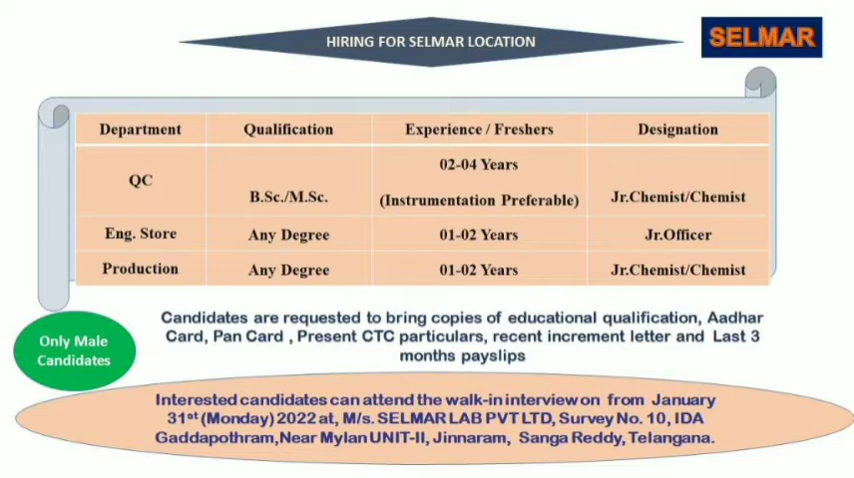 HIRING FOR SELMAR LOCATION
SELMAR
Department Qualification Experience / Freshers Designation
QC B.Sc./M.Sc. 02-04 Years (Instrumentation Preferable) Jr.Chemist/Chemist
Eng. Store Any Degree 01-02 Years Jr.Officer
Production Any Degree 01-02 Years Jr.Chemist/Chemist
Only Male
Candidates
Candidates are requested to bring copies of educational qualification, Aadhar
Card, Pan Card , Present CTC particulars, recent increment letter and Last 3
months payslips
Interested candidates can attend the walk-in interview on from January
31st (Monday) 2022 at, M/s. SELMAR LAB PVT LTD, Survey No. 10, IDA
Gaddapothram,Near Mylan UNIT-II, Jinnaram, Sanga Reddy, Telangana.